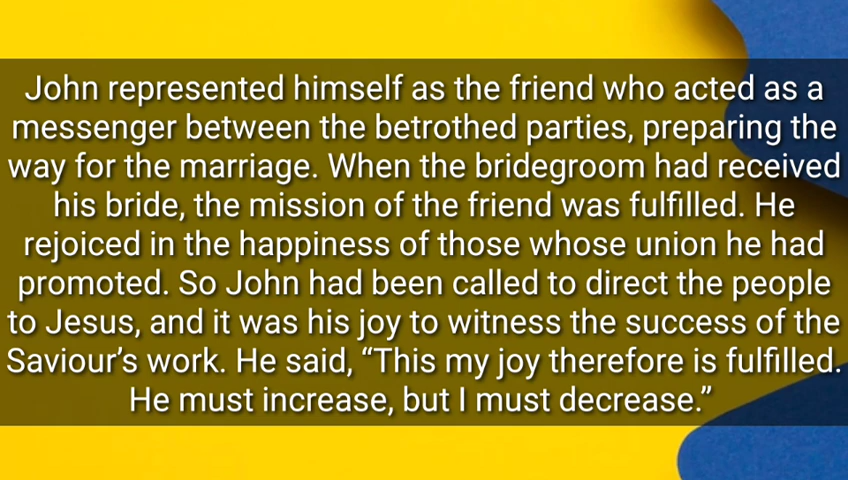 John represented himself as the friend who acted as a
messenger between the betrothed parties, preparing the
way for the marriage. When the bridegroom had received
his bride, the mission of the friend was fulfilled. He
rejoiced in the happiness of those whose union he had
promoted. So John had been called to direct the people
to Jesus, and it was his joy to witness the success of the
Saviour’s work. He said, “This my joy therefore is fulfilled.
He must increase, but I must decrease.”